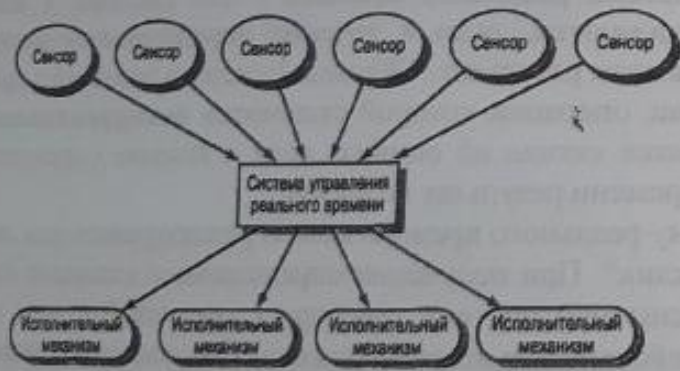 Сенсор
Сенсор
Сенсор
Сенсор
Сенсор
Сенсор
Система управления
реального времени
Исполнительный
механизм
Исполнительный
механизм
Исполнительный
механизм
Исполнительный
механизм